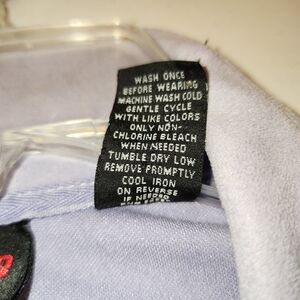 WASH ONCE
BEFORE WEARING
MACHINE WASH COLD
GENTLE CYCLE
WITH LIKE COLORS
ONLY NON-
CHLORINE BLEACH
WHEN NEEDED
TUMBLE DRY LOW
REMOVE PROMPTLY
COOL IRON
ON REVERSE
IF NEEDED